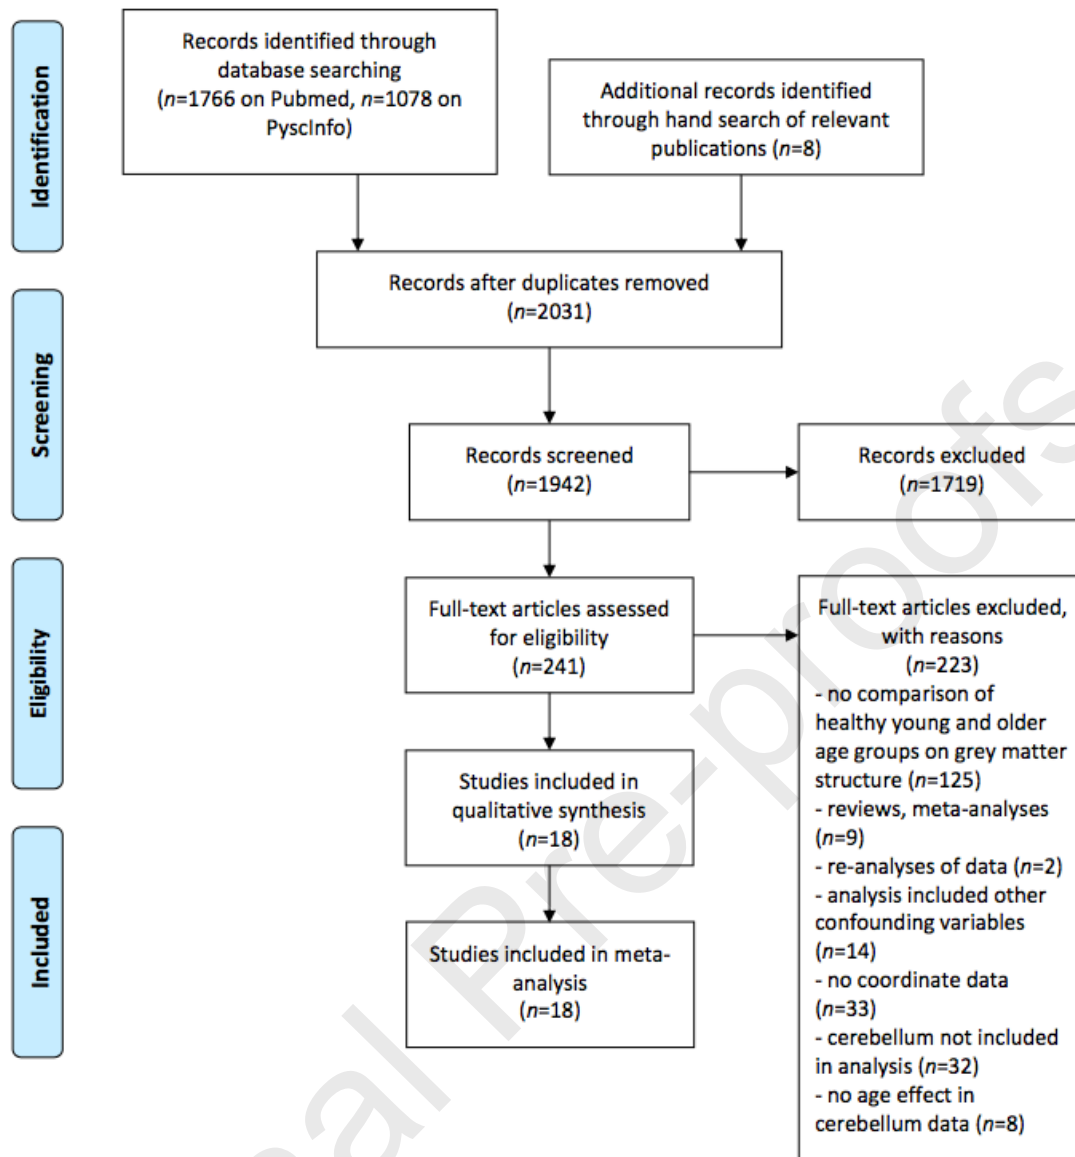 Identification
Records identified through
database searching
(n=1766 on Pubmed, n=1078 on
PyscInfo)
Additional records identified
through hand search of relevant
publications (n=8)
Records after duplicates removed
(n=2031)
Screening
Records screened
(n=1942)
Records excluded
(n=1719)
Eligibility
Full-text articles assessed
for eligibility
(n=241)
Full-text articles excluded,
with reasons
(n=223)
- no comparison of
healthy young and older
age groups on grey matter
structure (n=125)
- reviews, meta-analyses
(n=9)
- re-analyses of data (n=2)
- analysis included other
confounding variables
(n=14)
- no coordinate data
(n=33)
- cerebellum not included
in analysis (n=32)
- no age effect in
cerebellum data (n=8)
Studies included in
qualitative synthesis
(n=18)
Included
Studies included in meta-
analysis
(n=18)
al Pre-proofs